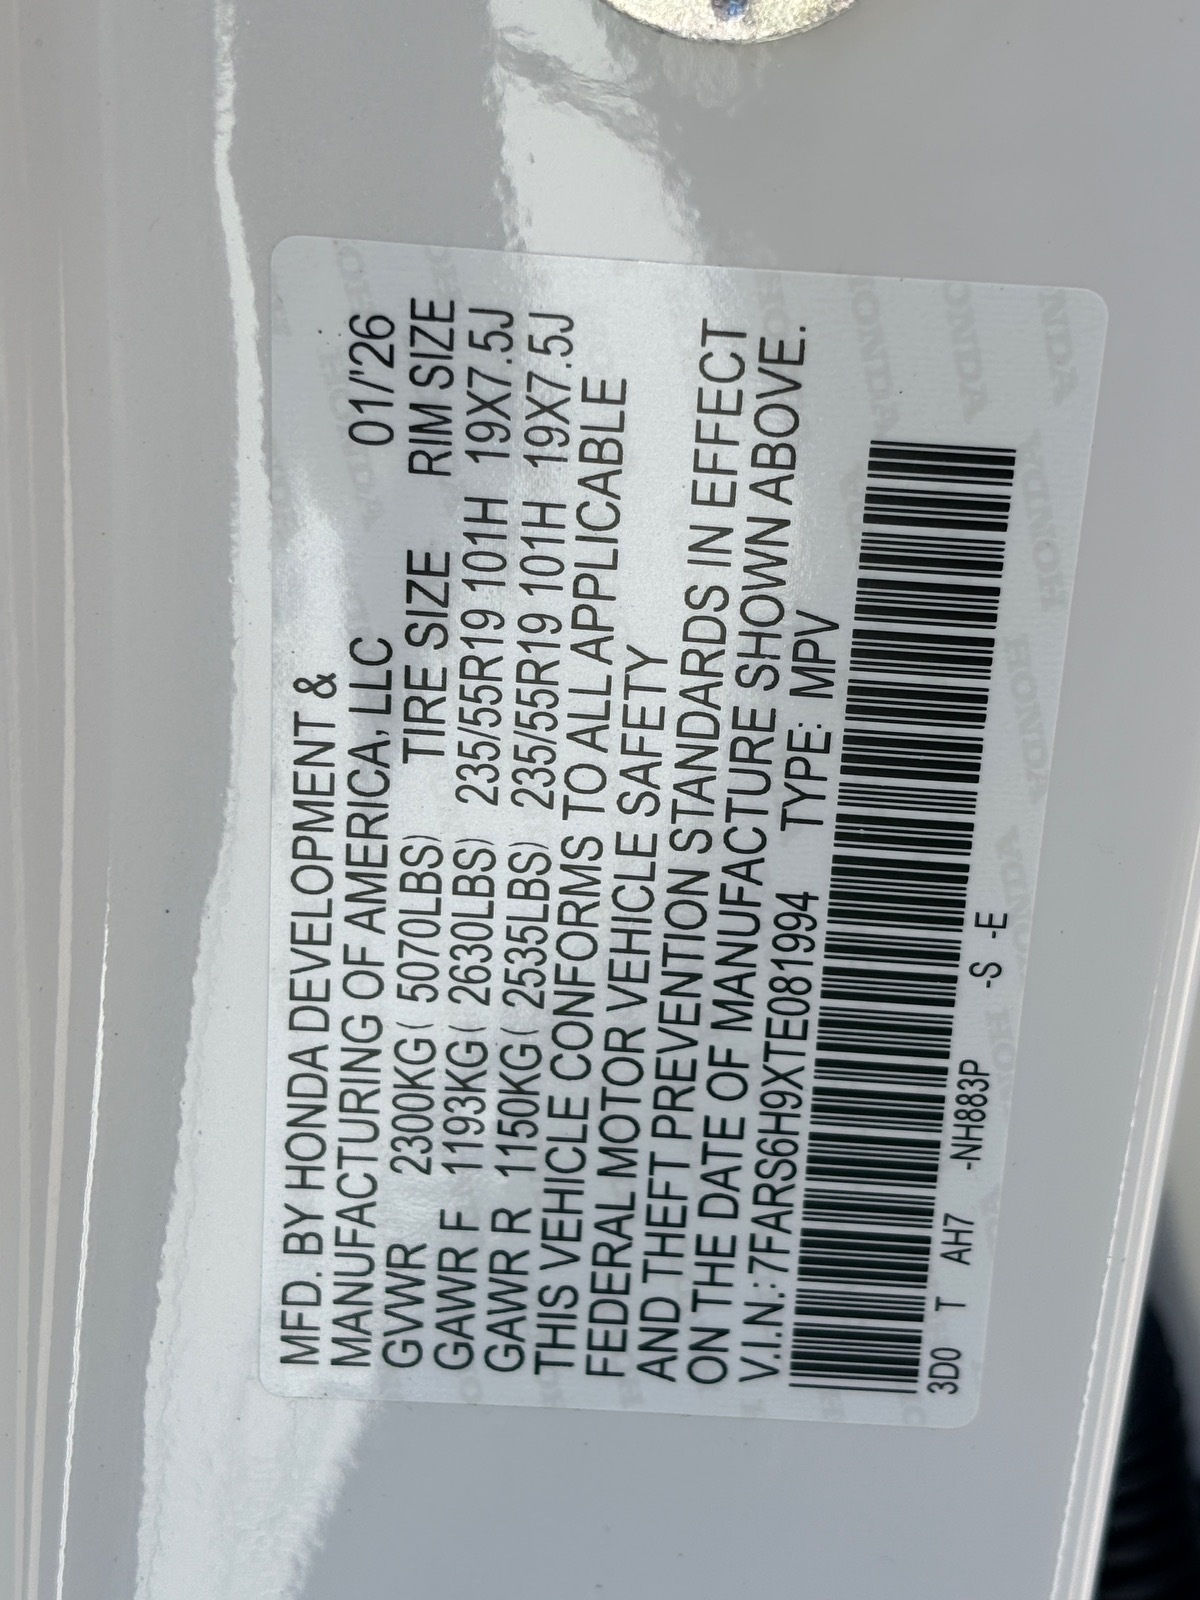 MFD. BY HONDA DEVELOPMENT &
MANUFACTURING OF AMERICA, LLC 01/'26
GVWR 2300KG( 5070LBS) TIRE SIZE RIM SIZE
GAWR F 1193KG( 2630LBS) 235/55R19 101H 19X7.5J
GAWR R 1150KG( 2535LBS) 235/55R19 101H 19X7.5J
THIS VEHICLE CONFORMS TO ALL APPLICABLE
FEDERAL MOTOR VEHICLE SAFETY
AND THEFT PREVENTION STANDARDS IN EFFECT
ON THE DATE OF MANUFACTURE SHOWN ABOVE.
V.I.N.:7FARS6H9XTE081994 TYPE: MPV
3D0 T AH7 -NH883P -S -E